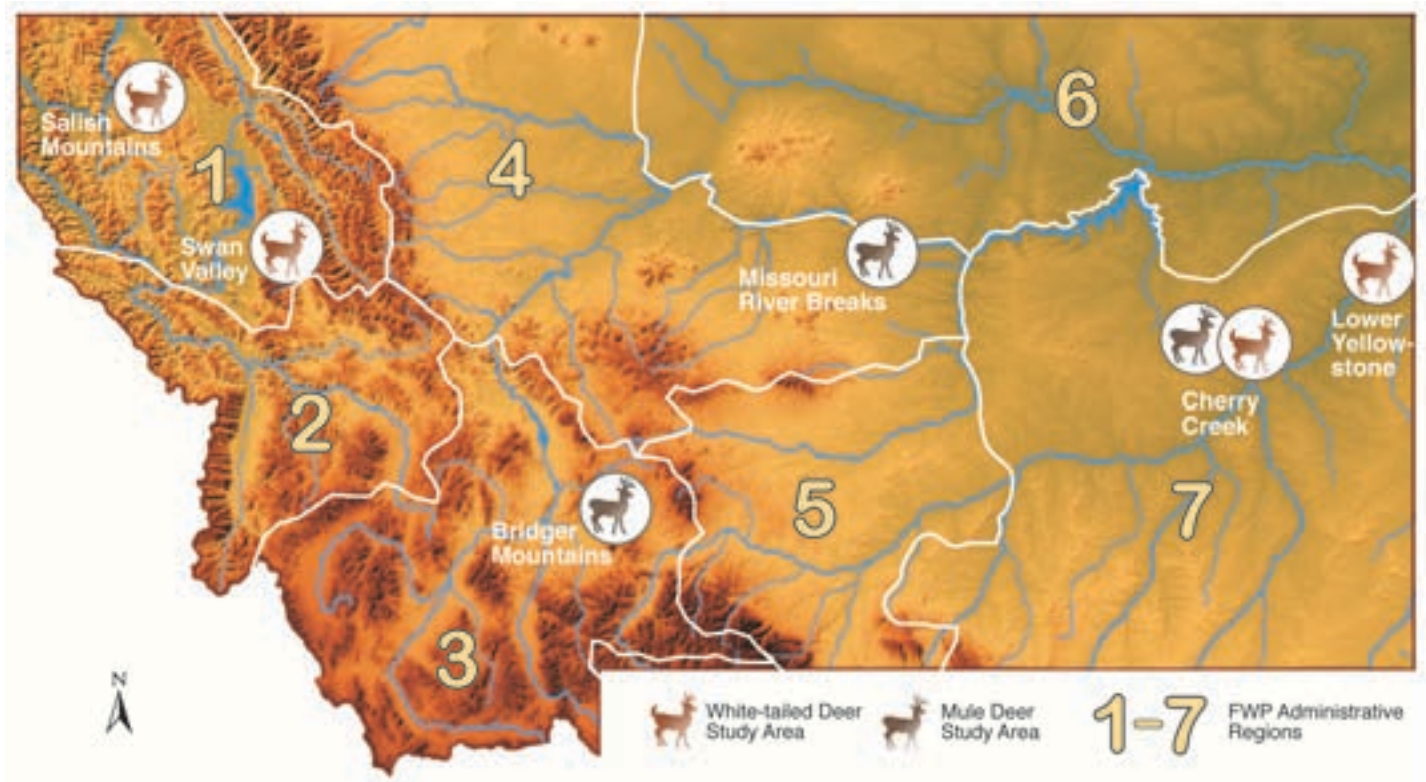 Salish
Mountains
1
4
6
Swan
Valley
Missouri
River Breaks
Lower
Yellow-
stone
Cherry
Creek
2
5
7
Bridger
Mountains
3
N
White-tailed Deer
Study Area
Mule Deer
Study Area
1-7
FWP Administrative
Regions